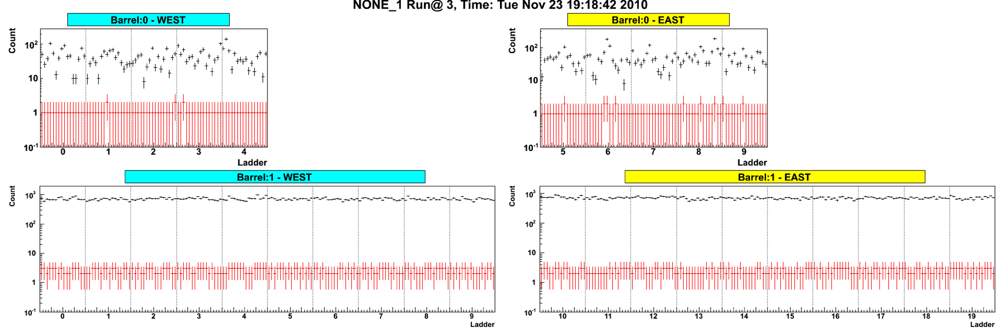 NONE_1 Run@ 3, Time: Tue Nov 23 19:18:42 2010
Barrel:0 - WEST
Count
10²
10
1
10⁻¹
0 1 2 3 4
Ladder
Barrel:0 - EAST
Count
10²
10
1
10⁻¹
5 6 7 8 9
Ladder
Barrel:1 - WEST
Count
10³
10²
10
1
10⁻¹
0 1 2 3 4 5 6 7 8 9
Ladder
Barrel:1 - EAST
Count
10³
10²
10
1
10⁻¹
10 11 12 13 14 15 16 17 18 19
Ladder